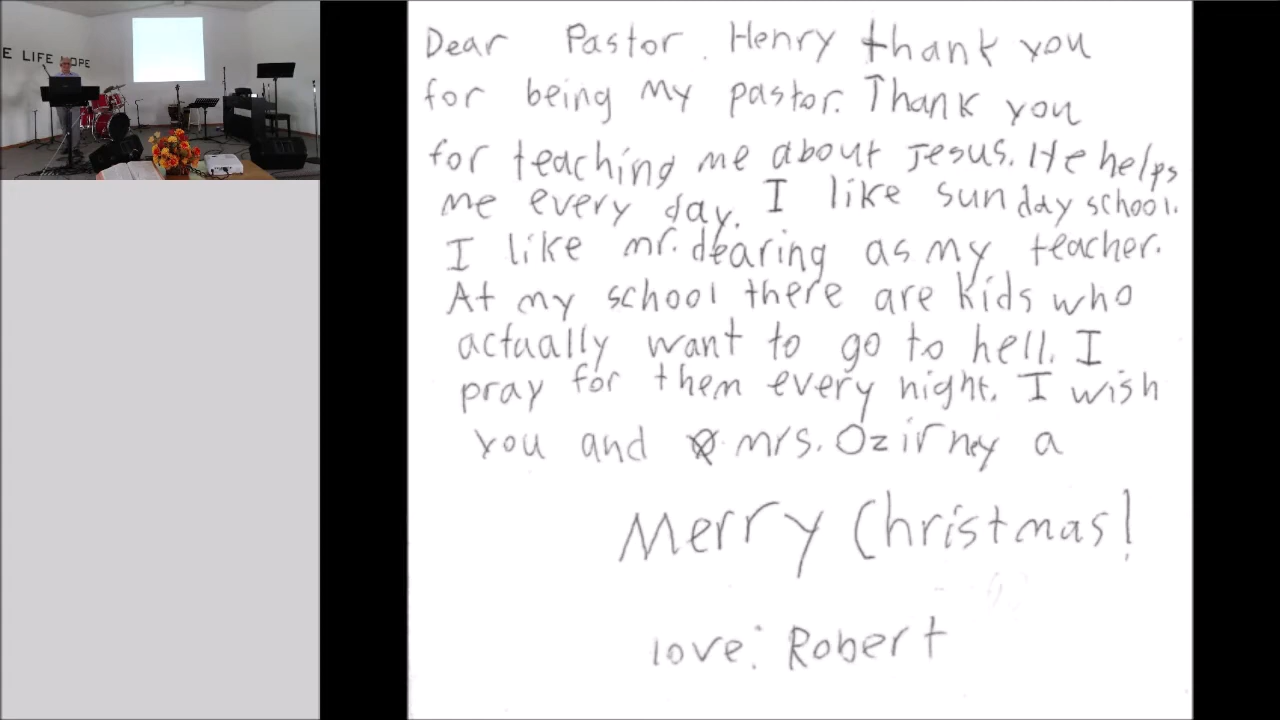 E LIFE OPE
Dear Pastor Henry thank you
for being my pastor. Thank you
for teaching me about Jesus. He helps
me every day. I like sunday school.
I like mr. dearing as my teacher.
At my school there are kids who
actually want to go to hell. I
pray for them every night. I wish
you and mrs. Ozirney a
Merry Christmas!
love: Robert